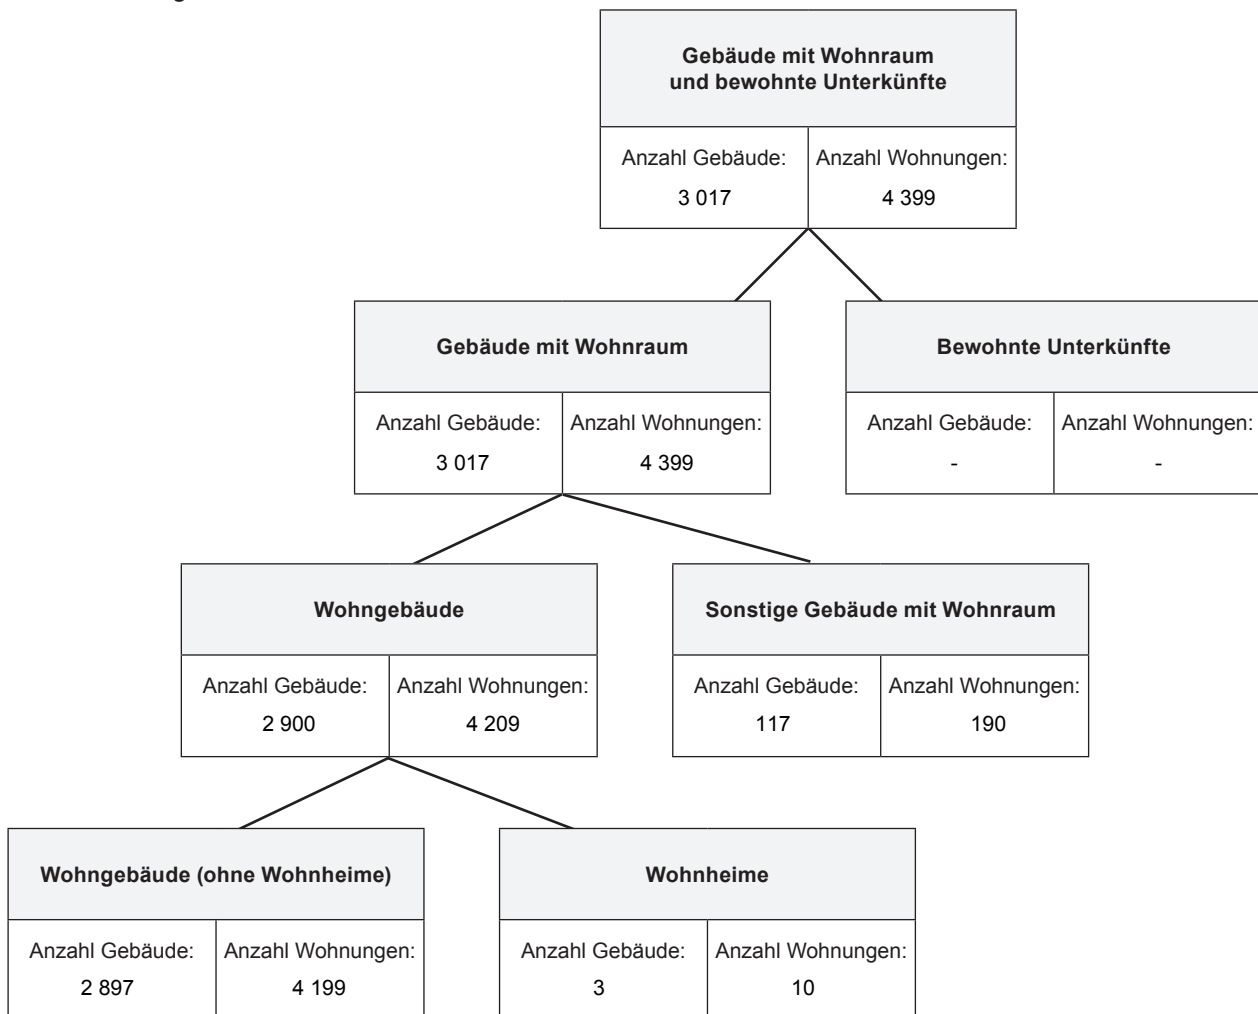 Gebäude mit Wohnraum
und bewohnte Unterkünfte
Anzahl Gebäude: Anzahl Wohnungen:
3 017 4 399
Gebäude mit Wohnraum Bewohnte Unterkünfte
Anzahl Gebäude: Anzahl Wohnungen: Anzahl Gebäude: Anzahl Wohnungen:
3 017 4 399 - -
Wohngebäude Sonstige Gebäude mit Wohnraum
Anzahl Gebäude: Anzahl Wohnungen: Anzahl Gebäude: Anzahl Wohnungen:
2 900 4 209 117 190
Wohngebäude (ohne Wohnheime) Wohnheime
Anzahl Gebäude: Anzahl Wohnungen: Anzahl Gebäude: Anzahl Wohnungen:
2 897 4 199 3 10